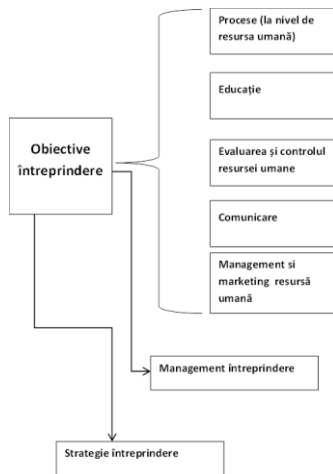 Procese (la nivel de
resursa umană)
Educație
Obiective
întreprindere
Evaluarea și controlul
resursei umane
Comunicare
Management si
marketing resursă
umană
Management întreprindere
Strategie întreprindere